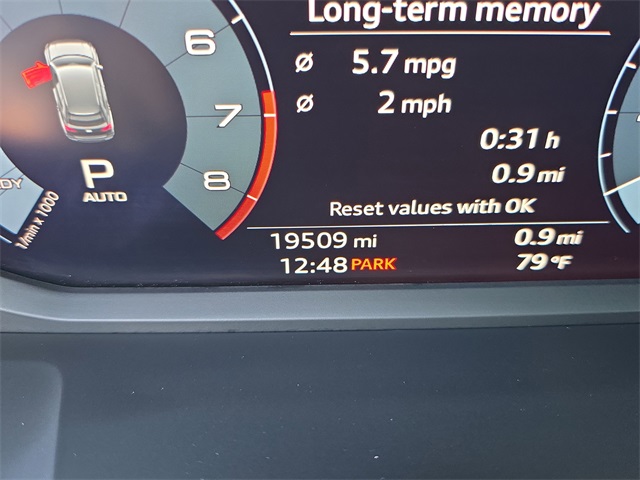 Long-term memory
6
Ø 5.7 mpg
7
Ø 2 mph
0:31 h
8
0.9 mi
P
AUTO
1/min x 1000
Reset values with OK
19509 mi 0.9 mi
12:48 PARK 79 °F